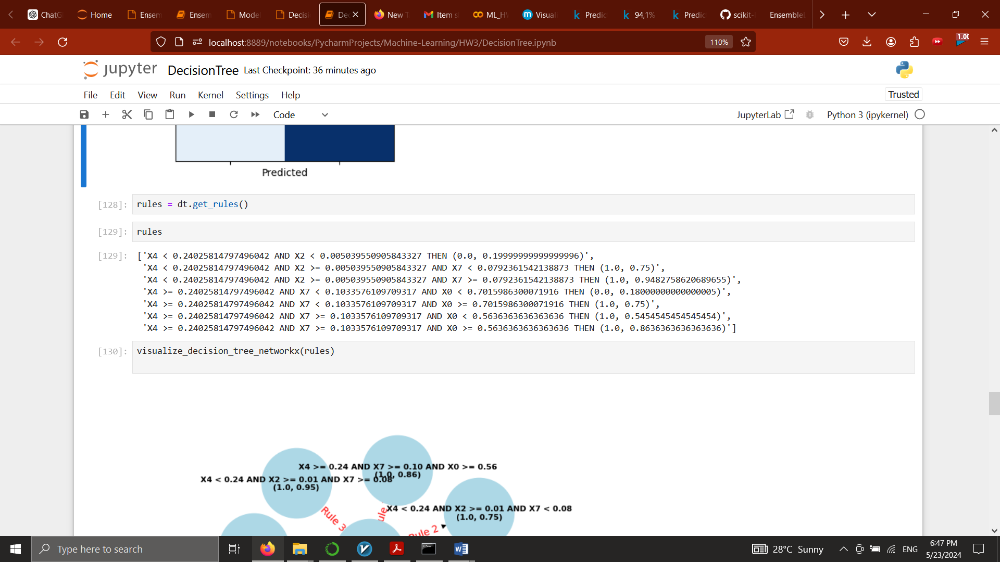 ChatG
Home
Ensem
Ensem
Model
Decisi
Dec
New Ta
Item s
ML_HW
Visuali
Predic
94,1%
Predic
scikit-l
EnsembleL
localhost:8889/notebooks/PycharmProjects/Machine-Learning/HW3/DecisionTree.ipynb
110%
1.00
jupyter DecisionTree Last Checkpoint: 36 minutes ago
File Edit View Run Kernel Settings Help
Trusted
Code
JupyterLab
Python 3 (ipykernel)
Predicted
[128]: rules = dt.get_rules()
[129]: rules
[129]: ['X4 < 0.24025814797496042 AND X2 < 0.005039550905843327 THEN (0.0, 0.19999999999999996)',
'X4 < 0.24025814797496042 AND X2 >= 0.005039550905843327 AND X7 < 0.0792361542138873 THEN (1.0, 0.75)',
'X4 < 0.24025814797496042 AND X2 >= 0.005039550905843327 AND X7 >= 0.0792361542138873 THEN (1.0, 0.9482758620689655)',
'X4 >= 0.24025814797496042 AND X7 < 0.1033576109709317 AND X0 < 0.7015986300071916 THEN (0.0, 0.18000000000000005)',
'X4 >= 0.24025814797496042 AND X7 < 0.1033576109709317 AND X0 >= 0.7015986300071916 THEN (1.0, 0.75)',
'X4 >= 0.24025814797496042 AND X7 >= 0.1033576109709317 AND X0 < 0.5636363636363636 THEN (1.0, 0.5454545454545454)',
'X4 >= 0.24025814797496042 AND X7 >= 0.1033576109709317 AND X0 >= 0.5636363636363636 THEN (1.0, 0.8636363636363636)']
[130]: visualize_decision_tree_networkx(rules)
X4 >= 0.24 AND X7 >= 0.10 AND X0 >= 0.56
(1.0, 0.86)
X4 < 0.24 AND X2 >= 0.01 AND X7 >= 0.08
(1.0, 0.95)
X4 < 0.24 AND X2 >= 0.01 AND X7 < 0.08
(1.0, 0.75)
Rule 3
ule
Rule 2
Type here to search
28°C Sunny
ENG
6:47 PM
5/23/2024